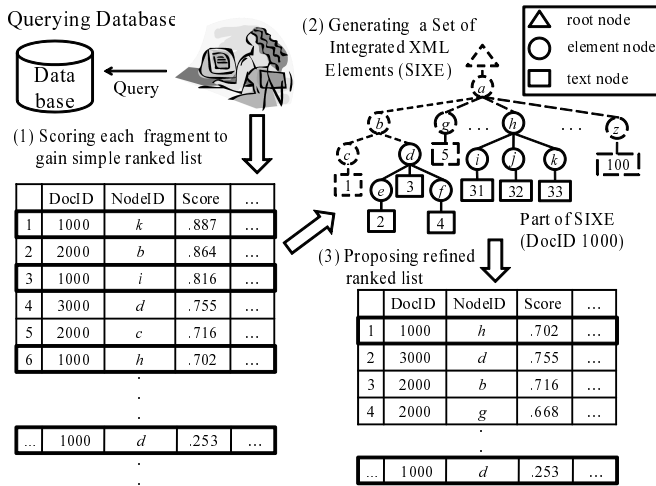 Querying Database
Data
base
Query
(1) Scoring each fragment to
gain simple ranked list
DocID NodeID Score ...
1 1000 k .887 ...
2 2000 b .864 ...
3 1000 i .816 ...
4 3000 d .755 ...
5 2000 c .716 ...
6 1000 h .702 ...
.
.
.
... 1000 d .253 ...
.
.
(2) Generating a Set of
Integrated XML
Elements (SIXE)
root node
element node
text node
a
b g ... h ... z
c d 5 i j k 100
1 e 3 f 31 32 33
2 4
Part of SIXE
(DocID 1000)
(3) Proposing refined
ranked list
DocID NodeID Score ...
1 1000 h .702 ...
2 3000 d .755 ...
3 2000 b .716 ...
4 2000 g .668 ...
.
.
... 1000 d .253 ...
.